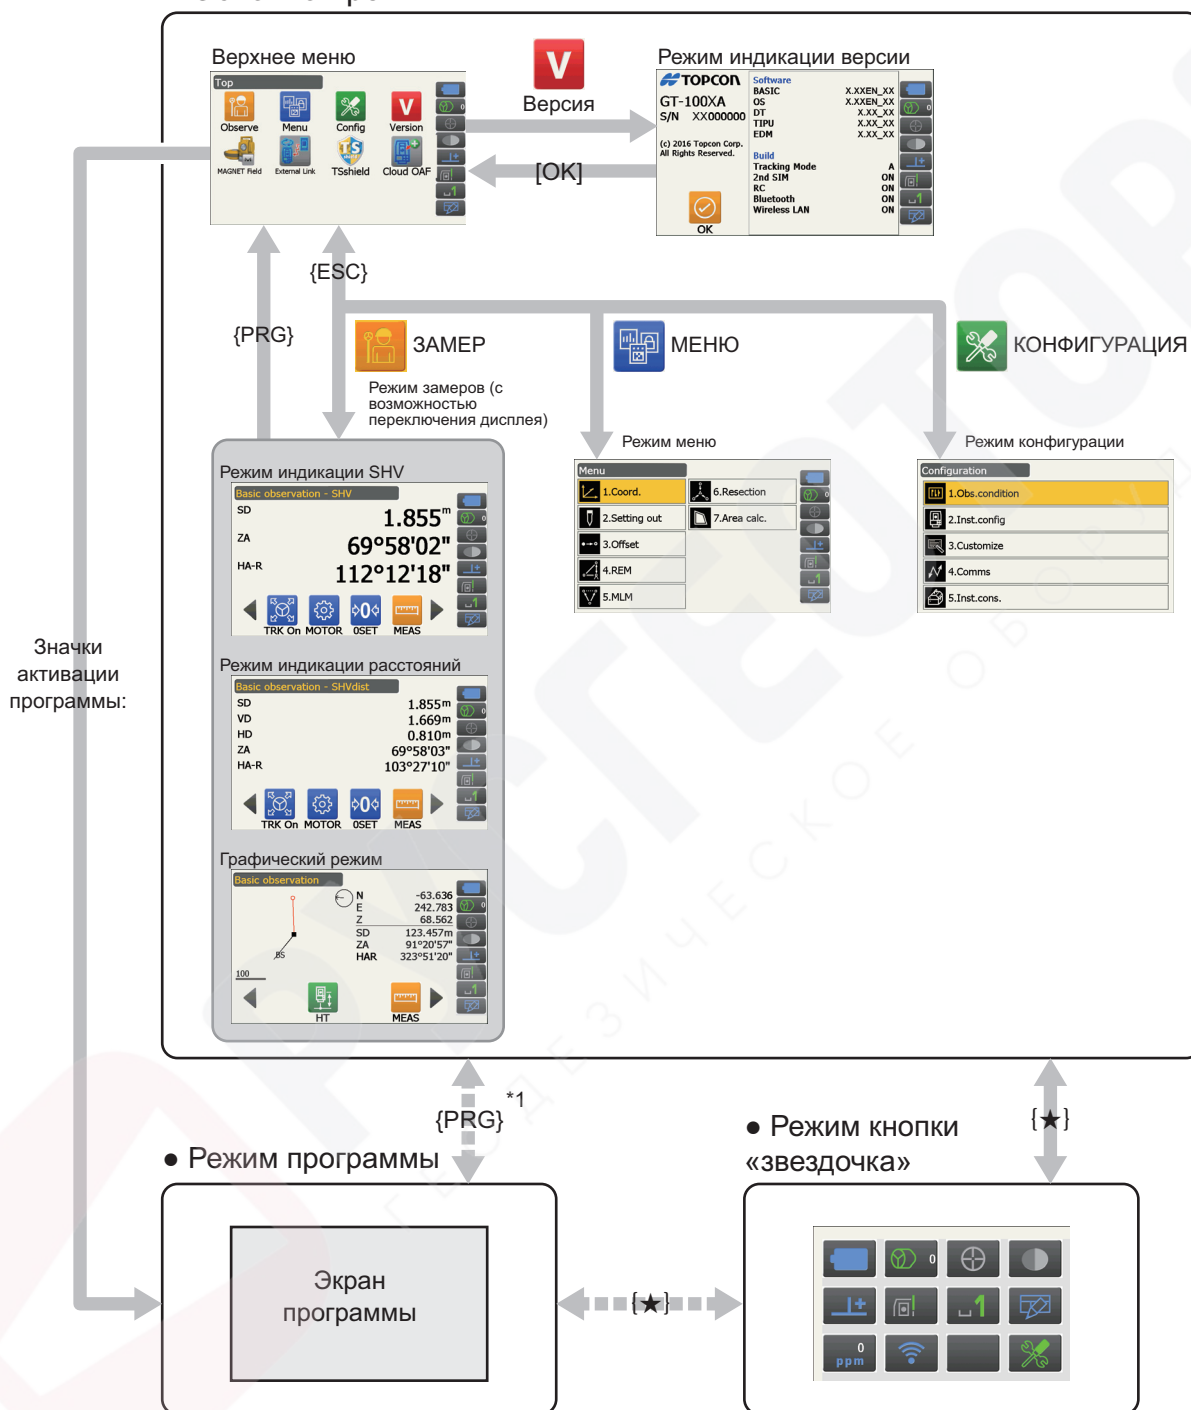 Верхнее меню
Top
Observe
Menu
Config
Version
MAGNET Field
External Link
TSshield
Cloud OAF
V
Версия
[OK]
Режим индикации версии
TOPCON
GT-100XA
S/N XX000000
(c) 2016 Topcon Corp.
All Rights Reserved.
OK
Software
BASIC X.XXEN_XX
OS X.XXEN_XX
DT X.XX_XX
TIPU X.XX_XX
EDM X.XX_XX
Build
Tracking Mode A
2nd SIM ON
RC ON
Bluetooth ON
Wireless LAN ON
{ESC}
{PRG}
ЗАМЕР
МЕНЮ
КОНФИГУРАЦИЯ
Режим замеров (с
возможностью
переключения дисплея)
Режим меню
Режим конфигурации
Menu
1.Coord.
2.Setting out
3.Offset
4.REM
5.MLM
6.Resection
7.Area calc.
Configuration
1.Obs.condition
2.Inst.config
3.Customize
4.Comms
5.Inst.cons.
Режим индикации SHV
Basic observation - SHV
SD 1.855m
ZA 69°58'02"
HA-R 112°12'18"
TRK On MOTOR 0SET MEAS
Режим индикации расстояний
Basic observation - SHVdist
SD 1.855m
VD 1.669m
HD 0.810m
ZA 69°58'03"
HA-R 103°27'10"
TRK On MOTOR 0SET MEAS
Графический режим
Basic observation
N -63.636
E 242.783
Z 68.562
SD 123.457m
ZA 91°20'57"
HAR 323°51'20"
BS
100
HT
MEAS
Значки
активации
программы:
{PRG} *1
{★}
● Режим программы
● Режим кнопки
«звездочка»
Экран
программы
{★}
0
1
0
ppm
РУСГЕОТОР
ГЕОДЕЗИЧЕСКОЕ ОБОРУД